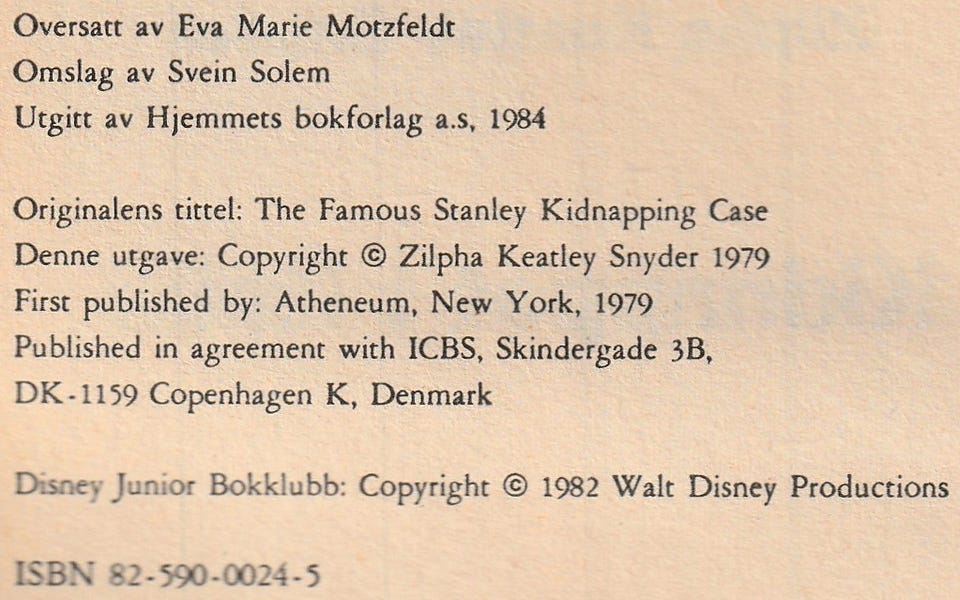 Oversatt av Eva Marie Motzfeldt
Omslag av Svein Solem
Utgitt av Hjemmets bokforlag a.s, 1984
Originalens tittel: The Famous Stanley Kidnapping Case
Denne utgave: Copyright © Zilpha Keatley Snyder 1979
First published by: Atheneum, New York, 1979
Published in agreement with ICBS, Skindergade 3B,
DK-1159 Copenhagen K, Denmark
Disney Junior Bokklubb: Copyright © 1982 Walt Disney Productions
ISBN 82-590-0024-5